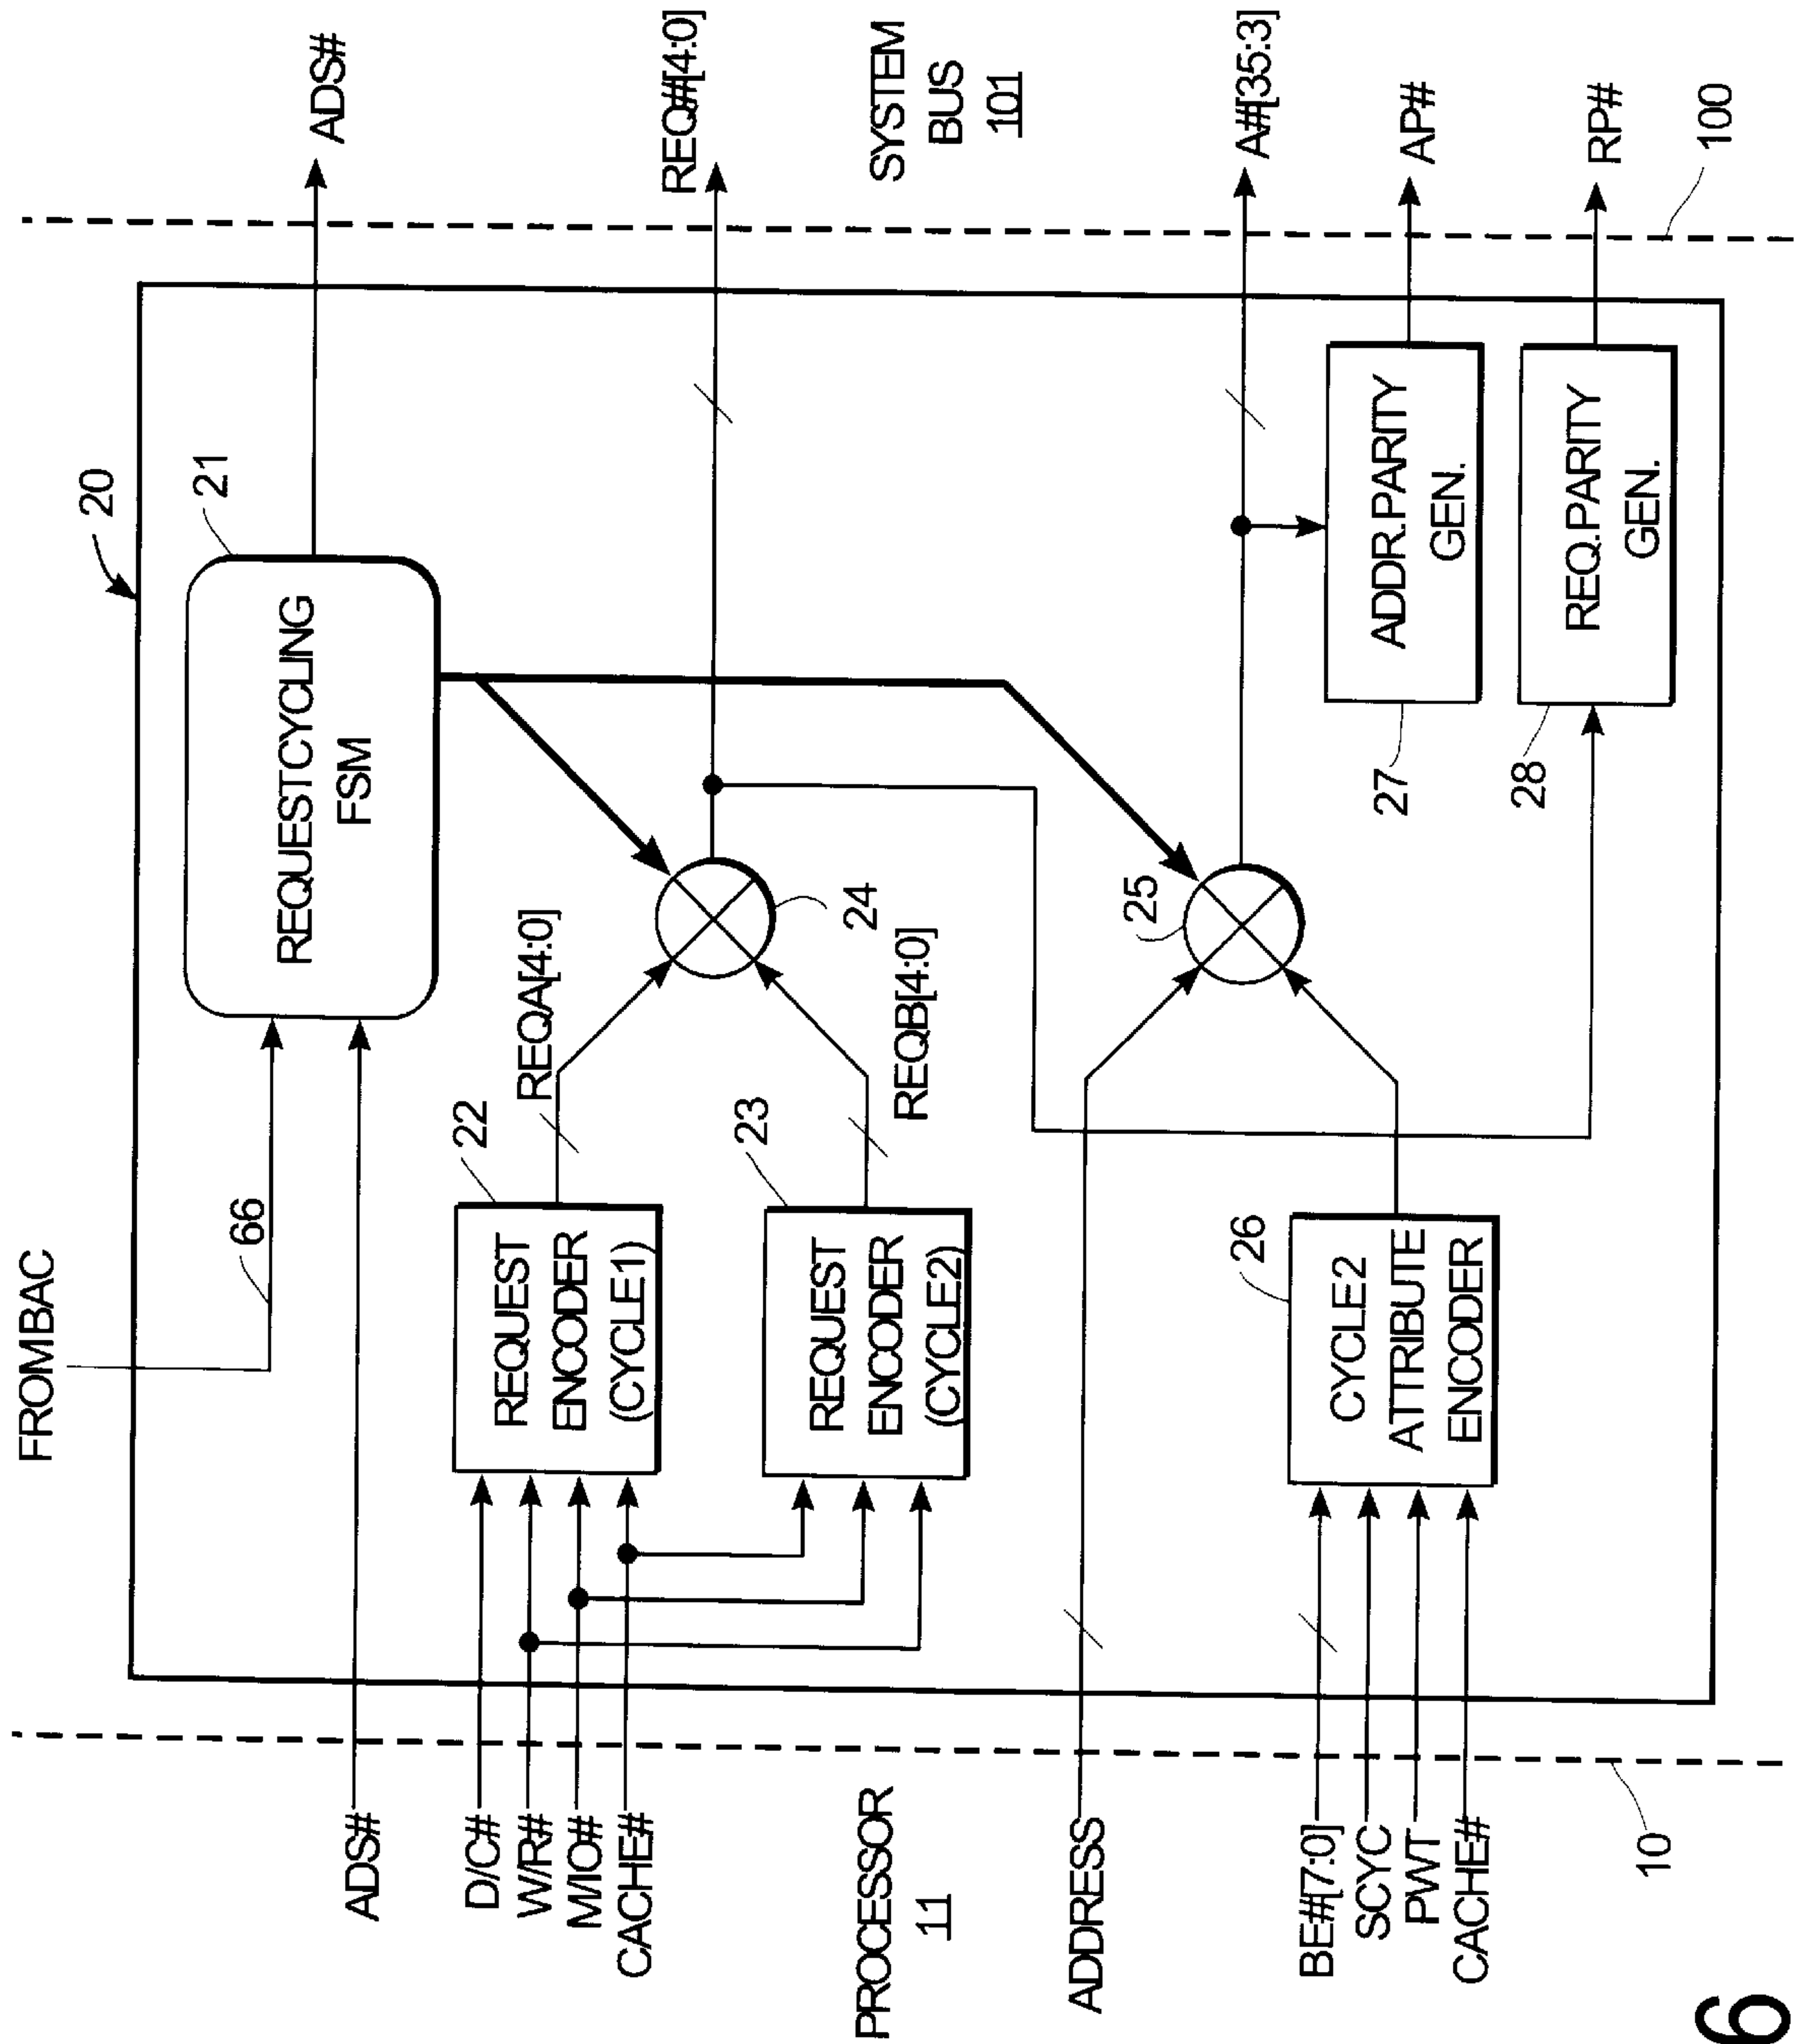 FROMBAC
66
20
ADS#
REQUESTCYCLING
FSM
21
ADS#
D/C#
W/R#
M/IO#
CACHE#
REQUEST
ENCODER
(CYCLE1)
22
REQA[4:0]
24
REQ#[4:0]
REQUEST
ENCODER
(CYCLE2)
23
REQB[4:0]
PROCESSOR
11
SYSTEM
BUS
101
ADDRESS
25
A#[35:3]
BE#[7:0]
SCYC
PWT
CACHE#
CYCLE2
ATTRIBUTE
ENCODER
26
ADDR.PARITY
GEN.
27
AP#
REQ.PARITY
GEN.
28
RP#
10
100
6